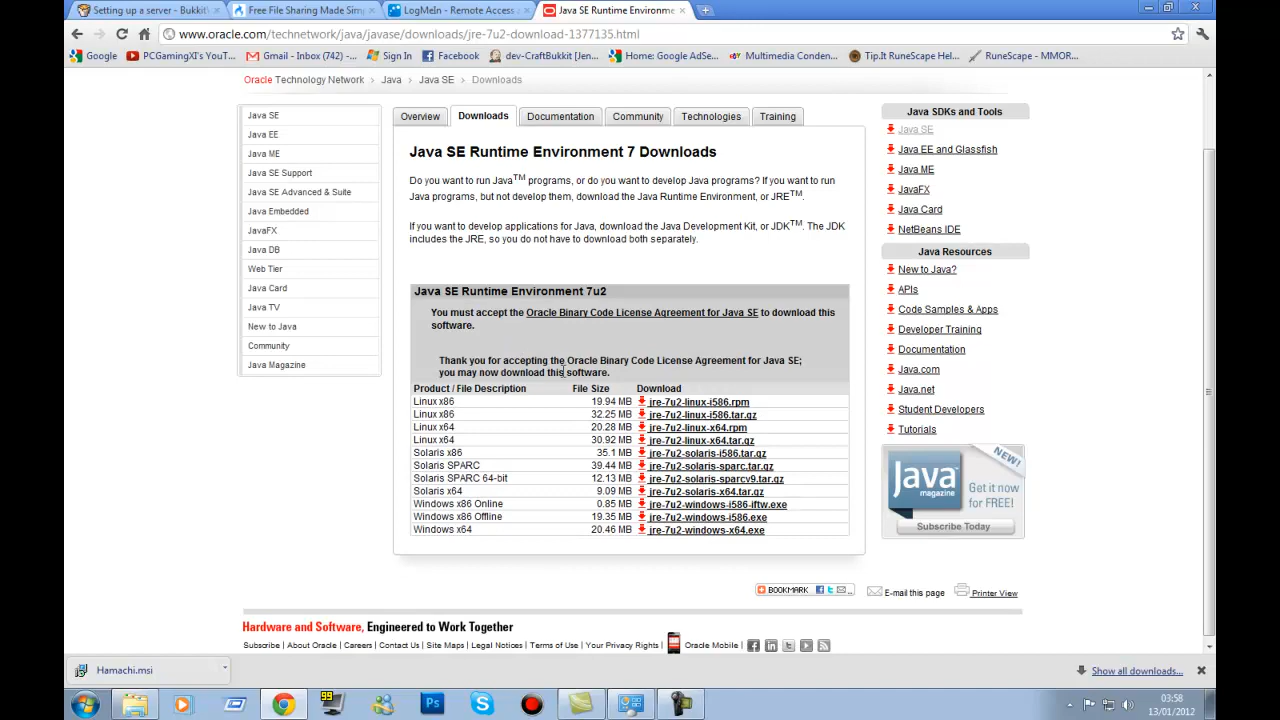 Setting up a server - Bukkit
Free File Sharing Made Sim
LogMeIn - Remote Access
Java SE Runtime Environme
www.oracle.com/technetwork/java/javase/downloads/jre-7u2-download-1377135.html
Google
PCGamingXI's YouT...
Gmail - Inbox (742) -...
Sign In
Facebook
dev-CraftBukkit [Jen...
Home: Google AdSe...
Multimedia Conden...
Tip.It RuneScape Hel...
RuneScape - MMOR...
Oracle Technology Network > Java > Java SE > Downloads
Java SE
Java EE
Java ME
Java SE Support
Java SE Advanced & Suite
Java Embedded
JavaFX
Java DB
Web Tier
Java Card
Java TV
New to Java
Community
Java Magazine
Overview
Downloads
Documentation
Community
Technologies
Training
Java SE Runtime Environment 7 Downloads
Do you want to run Java™ programs, or do you want to develop Java programs? If you want to run
Java programs, but not develop them, download the Java Runtime Environment, or JRE™.
If you want to develop applications for Java, download the Java Development Kit, or JDK™. The JDK
includes the JRE, so you do not have to download both separately.
Java SE Runtime Environment 7u2
You must accept the Oracle Binary Code License Agreement for Java SE to download this
software.
Thank you for accepting the Oracle Binary Code License Agreement for Java SE;
you may now download this software.
Product / File Description File Size Download
Linux x86 19.94 MB jre-7u2-linux-i586.rpm
Linux x86 32.25 MB jre-7u2-linux-i586.tar.gz
Linux x64 20.28 MB jre-7u2-linux-x64.rpm
Linux x64 30.92 MB jre-7u2-linux-x64.tar.gz
Solaris x86 35.1 MB jre-7u2-solaris-i586.tar.gz
Solaris SPARC 39.44 MB jre-7u2-solaris-sparc.tar.gz
Solaris SPARC 64-bit 12.13 MB jre-7u2-solaris-sparcv9.tar.gz
Solaris x64 9.09 MB jre-7u2-solaris-x64.tar.gz
Windows x86 Online 0.85 MB jre-7u2-windows-i586-iftw.exe
Windows x86 Offline 19.35 MB jre-7u2-windows-i586.exe
Windows x64 20.46 MB jre-7u2-windows-x64.exe
Java SDKs and Tools
Java SE
Java EE and Glassfish
Java ME
JavaFX
Java Card
NetBeans IDE
Java Resources
New to Java?
APIs
Code Samples & Apps
Developer Training
Documentation
Java.com
Java.net
Student Developers
Tutorials
NEW!
Java
magazine
Get it now
for FREE!
Subscribe Today
BOOKMARK
E-mail this page
Printer View
Hardware and Software, Engineered to Work Together
Subscribe | About Oracle | Careers | Contact Us | Site Maps | Legal Notices | Terms of Use | Your Privacy Rights | Oracle Mobile
Hamachi.msi
Show all downloads...
99
Ps
03:58
13/01/2012